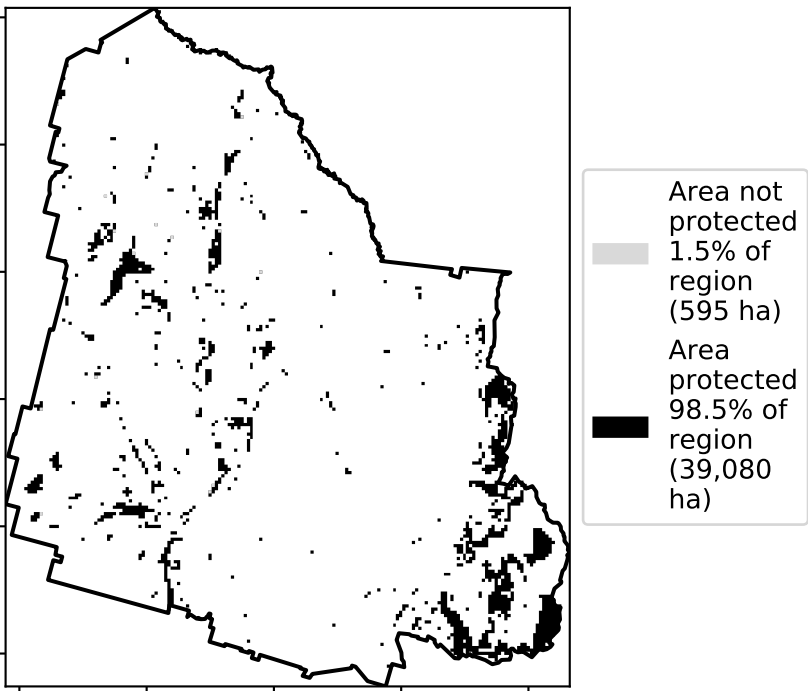 Area not
protected
1.5% of
region
(595 ha)
Area
protected
98.5% of
region
(39,080
ha)